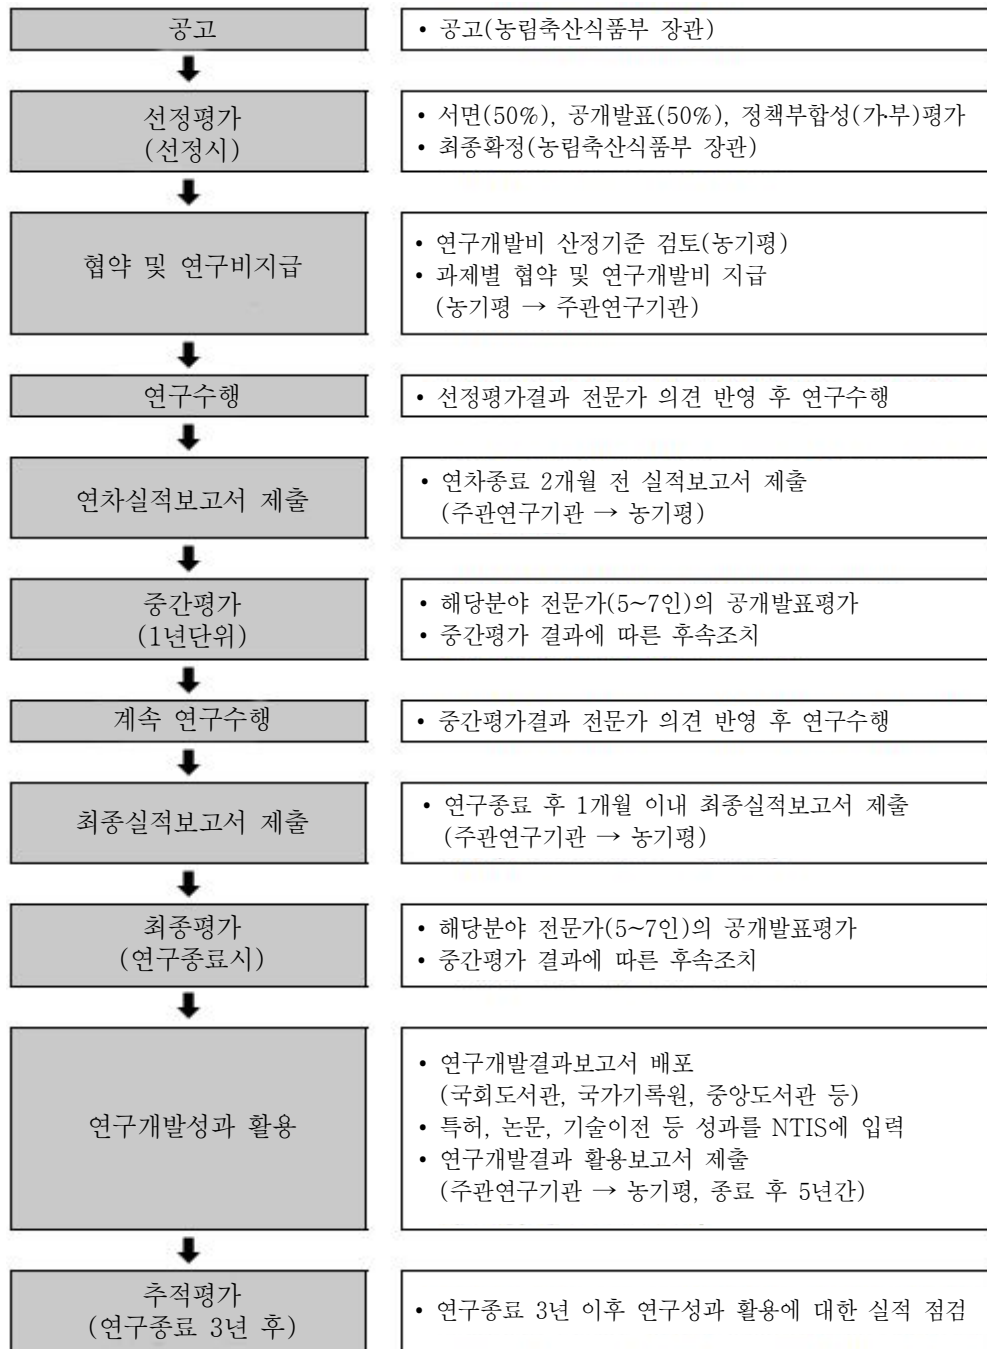 공고
• 공고(농림축산식품부 장관)
선정평가
(선정시)
• 서면(50%), 공개발표(50%), 정책부합성(가·부)평가
• 최종확정(농림축산식품부 장관)
협약 및 연구비지급
• 연구개발비 산정기준 검토(농기평)
• 과제별 협약 및 연구개발비 지급
(농기평 → 주관연구기관)
연구수행
• 선정평가결과 전문가 의견 반영 후 연구수행
연차실적보고서 제출
• 연차종료 2개월 전 실적보고서 제출
(주관연구기관 → 농기평)
중간평가
(1년단위)
• 해당분야 전문가(5~7인)의 공개발표평가
• 중간평가 결과에 따른 후속조치
계속 연구수행
• 중간평가결과 전문가 의견 반영 후 연구수행
최종실적보고서 제출
• 연구종료 후 1개월 이내 최종실적보고서 제출
(주관연구기관 → 농기평)
최종평가
(연구종료시)
• 해당분야 전문가(5~7인)의 공개발표평가
• 중간평가 결과에 따른 후속조치
연구개발성과 활용
• 연구개발결과보고서 배포
(국회도서관, 국가기록원, 중앙도서관 등)
• 특허, 논문, 기술이전 등 성과를 NTIS에 입력
• 연구개발결과 활용보고서 제출
(주관연구기관 → 농기평, 종료 후 5년간)
추적평가
(연구종료 3년 후)
• 연구종료 3년 이후 연구성과 활용에 대한 실적 점검